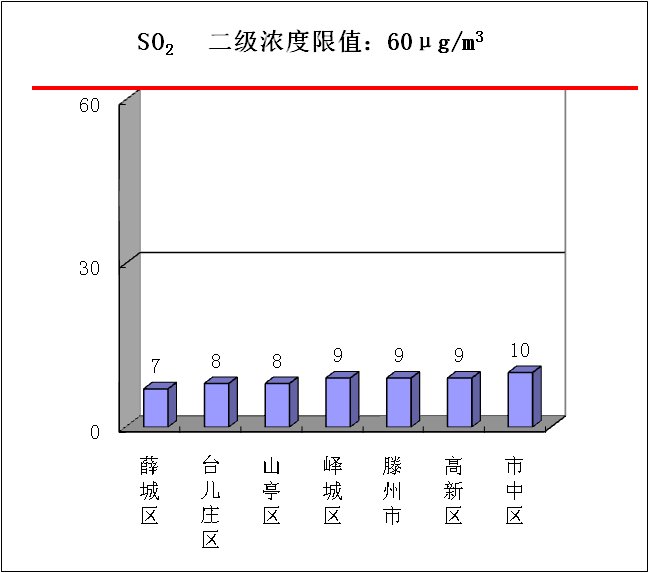 SO₂ 二级浓度限值：60μg/m³
60
30
0
7
8
8
9
9
9
10
薛城区
台儿庄区
山亭区
峄城区
滕州市
高新区
市中区